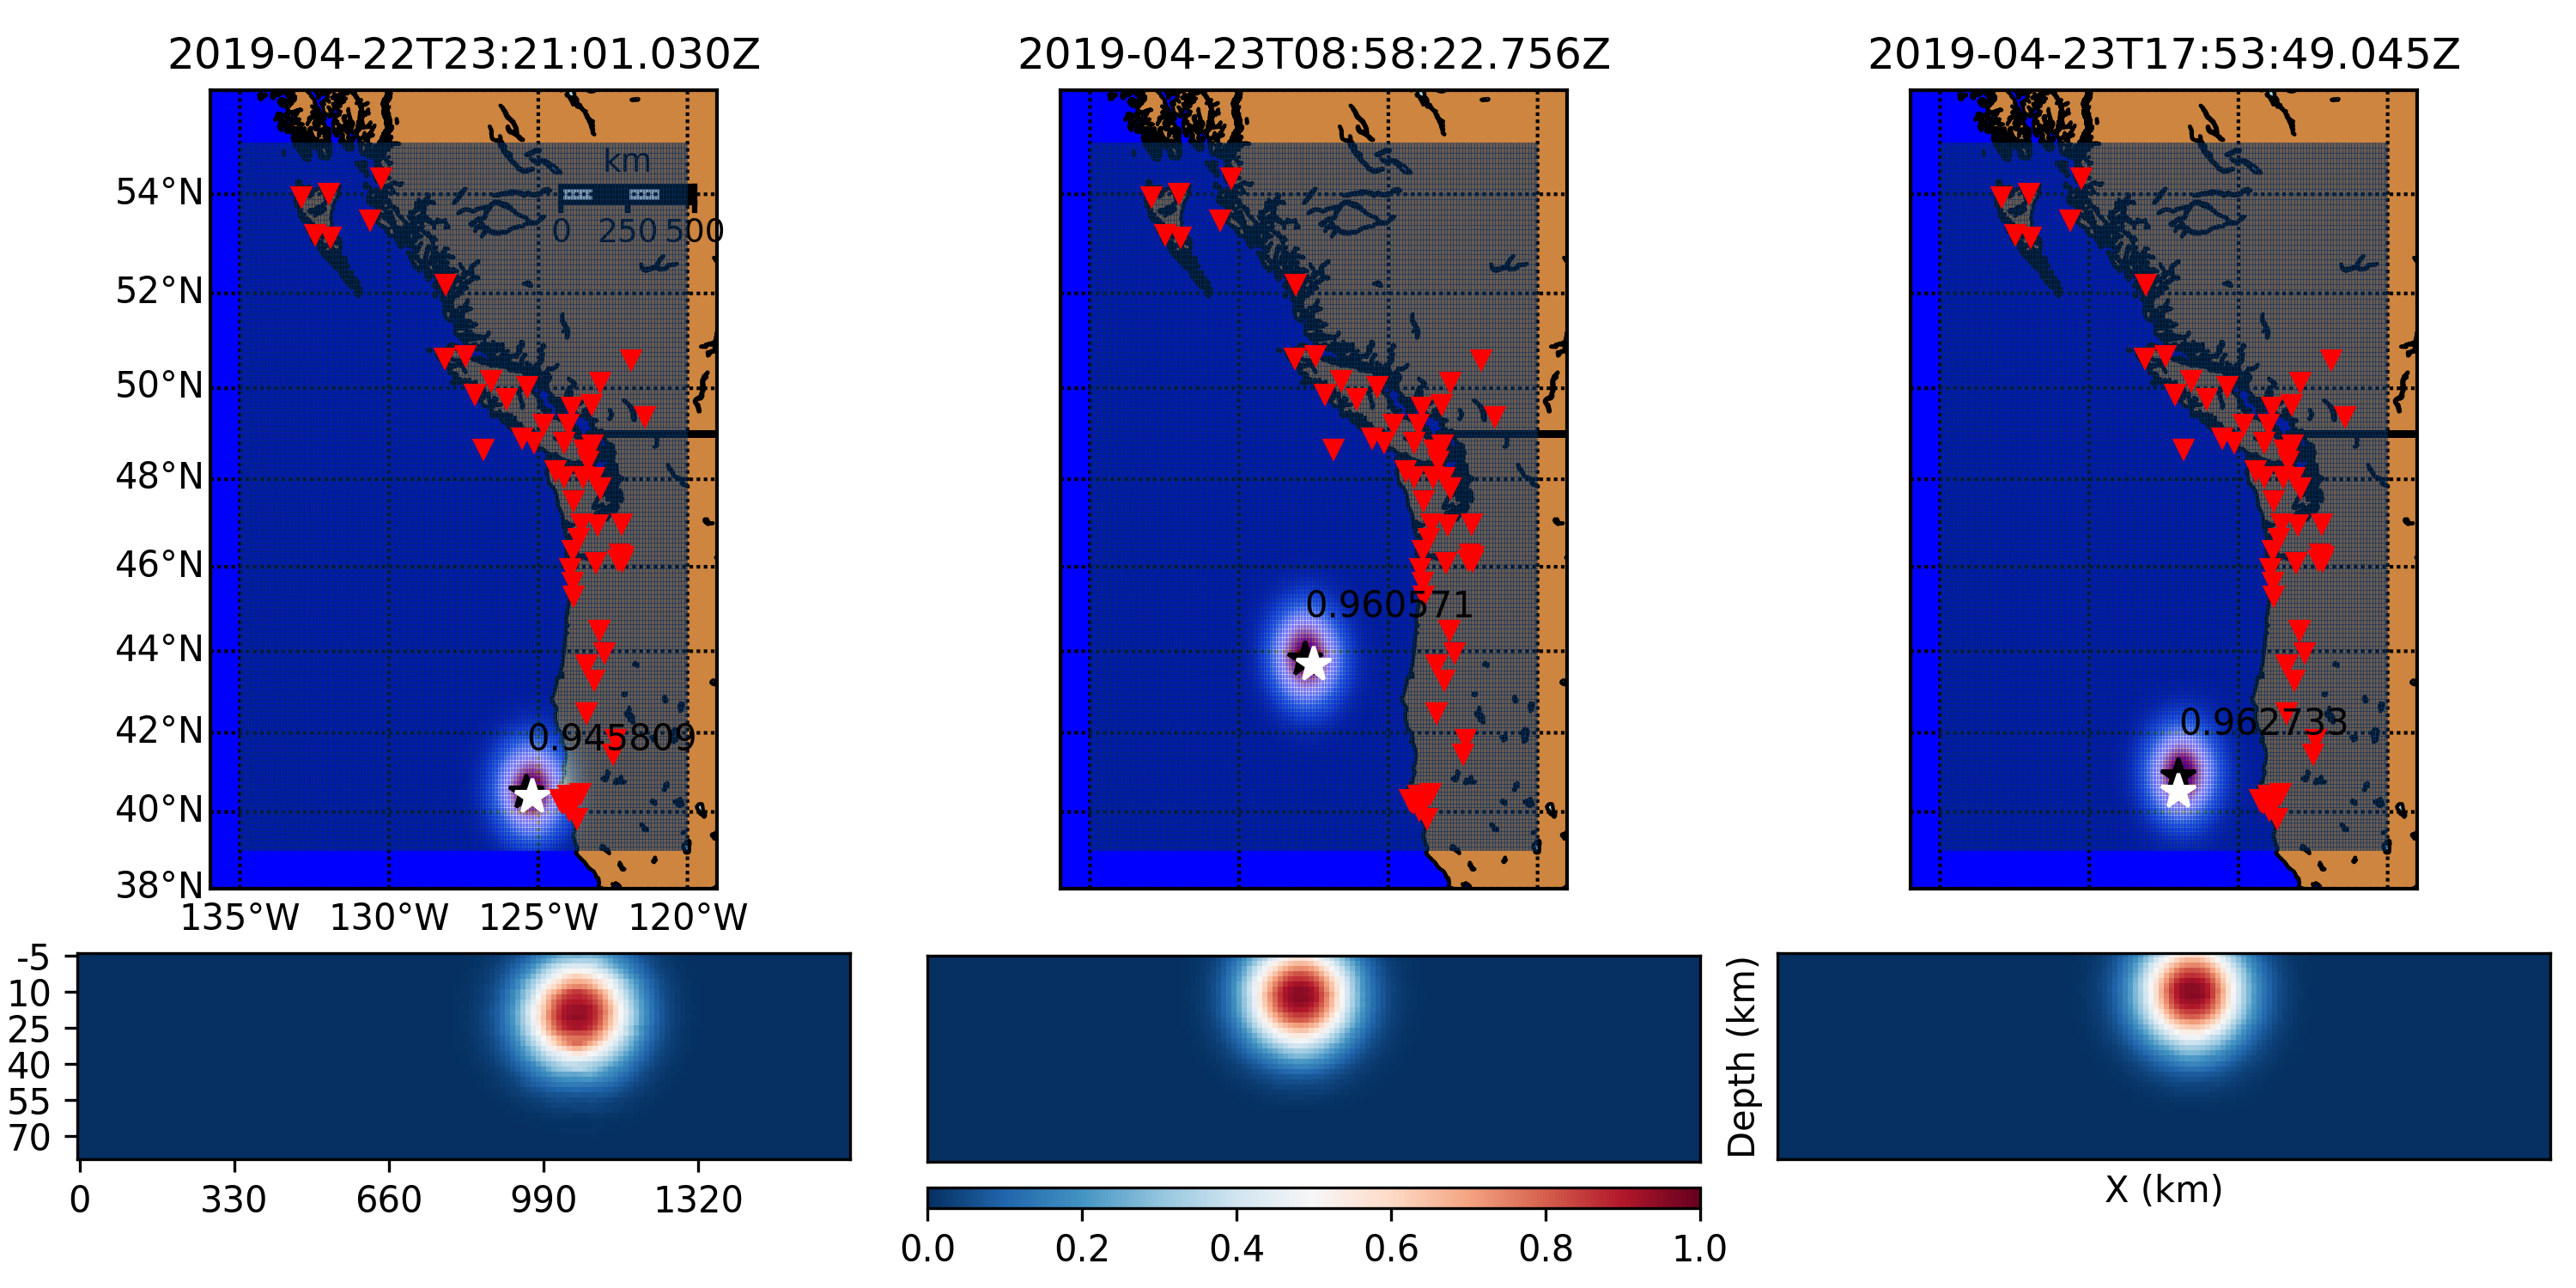 2019-04-22T23:21:01.030Z
2019-04-23T08:58:22.756Z
2019-04-23T17:53:49.045Z
km
0 250 500
54°N
52°N
50°N
48°N
46°N
44°N
42°N
40°N
38°N
135°W 130°W 125°W 120°W
0.945809
0.960571
0.962733
-5
10
25
40
55
70
0 330 660 990 1320
0.0 0.2 0.4 0.6 0.8 1.0
Depth (km)
X (km)